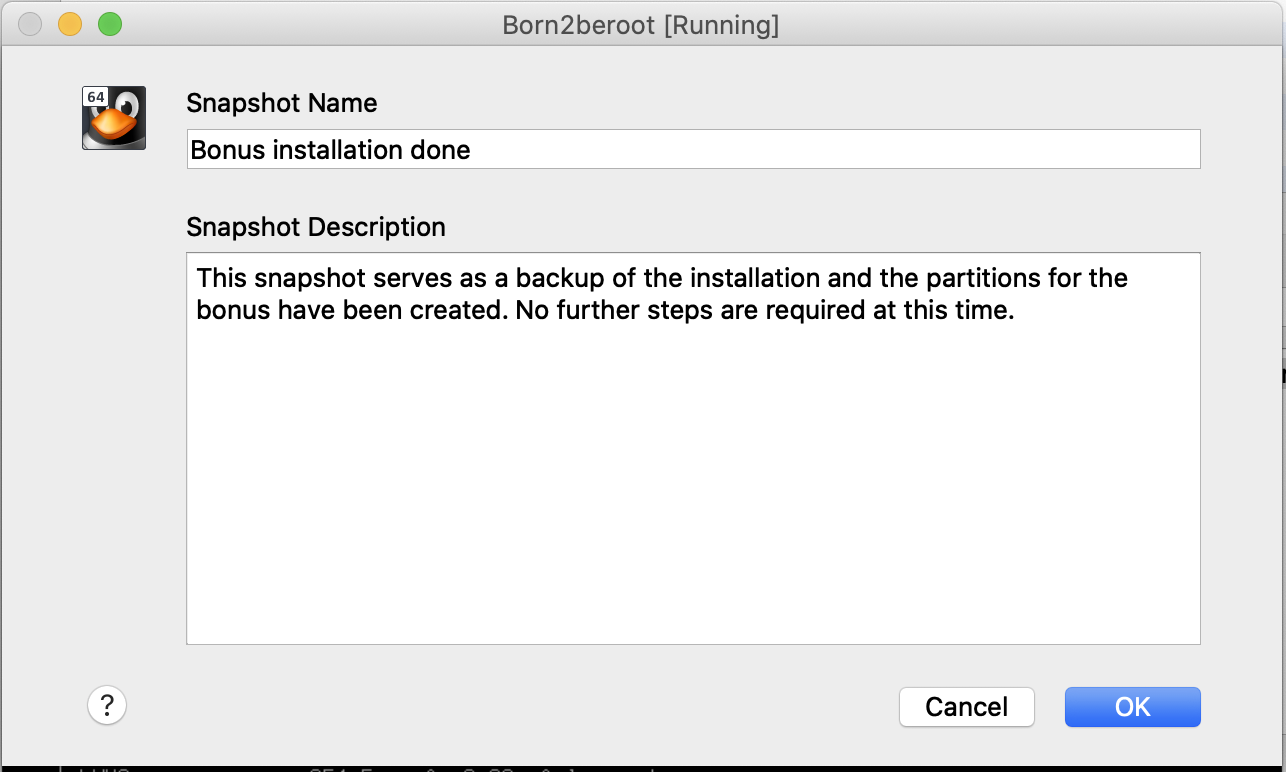 Born2beroot [Running]
64
Snapshot Name
Bonus installation done
Snapshot Description
This snapshot serves as a backup of the installation and the partitions for the
bonus have been created. No further steps are required at this time.
?
Cancel
OK